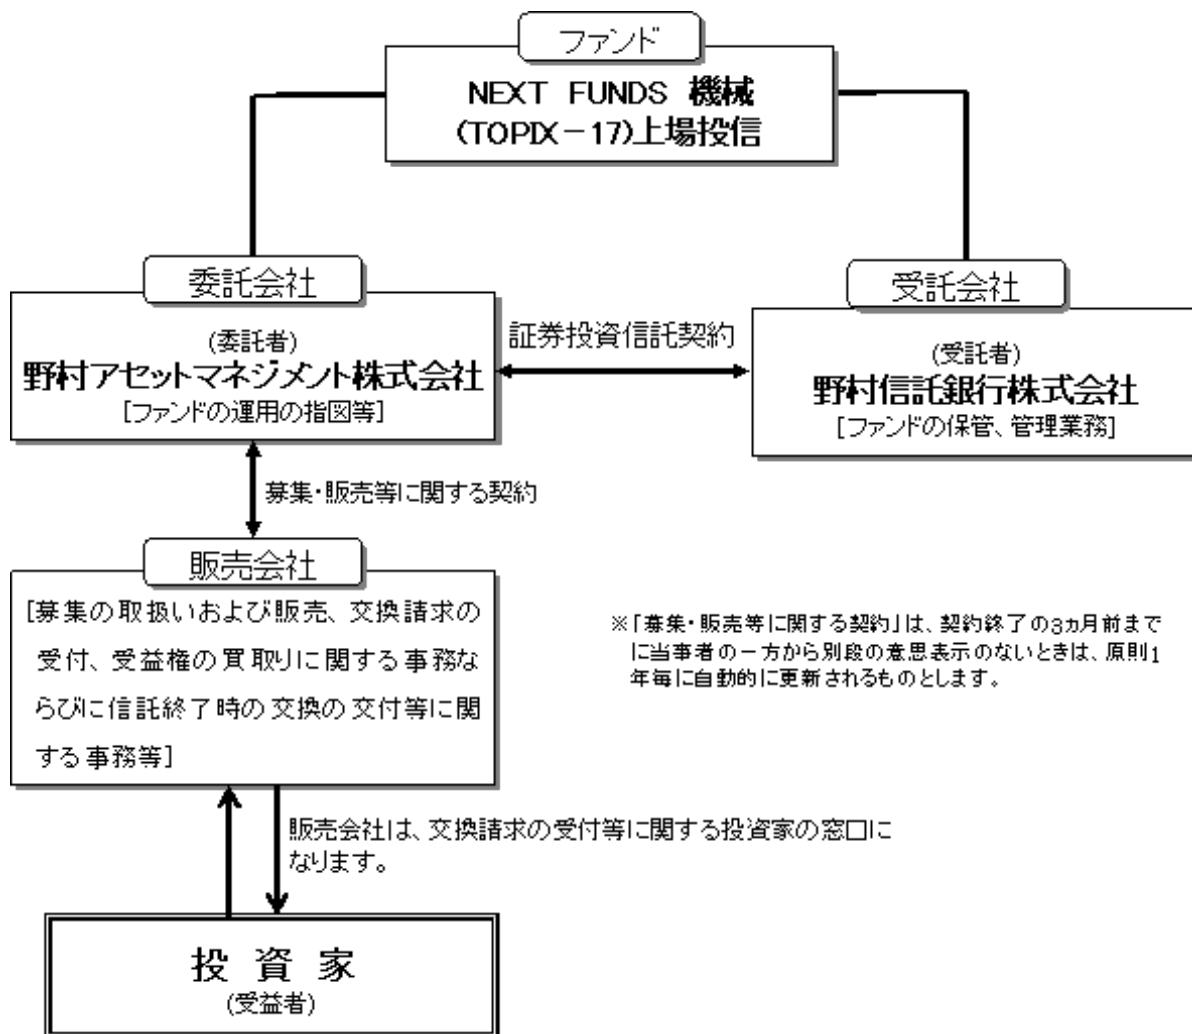 ファンド
NEXT FUNDS 機械
(TOPIX－17)上場投信
委託会社
(委託者)
野村アセットマネジメント株式会社
[ファンドの運用の指図等]
証券投資信託契約
受託会社
(受託者)
野村信託銀行株式会社
[ファンドの保管、管理業務]
募集・販売等に関する契約
販売会社
[募集の取扱いおよび販売、交換請求の
受付、受益権の買取りに関する事務な
らびに信託終了時の交換の交付等に関
する事務等]
※「募集・販売等に関する契約」は、契約終了の3ヵ月前まで
に当事者の一方から別段の意思表示のないときは、原則1
年毎に自動的に更新されるものとします。
販売会社は、交換請求の受付等に関する投資家の窓口に
なります。
投 資 家
(受益者)